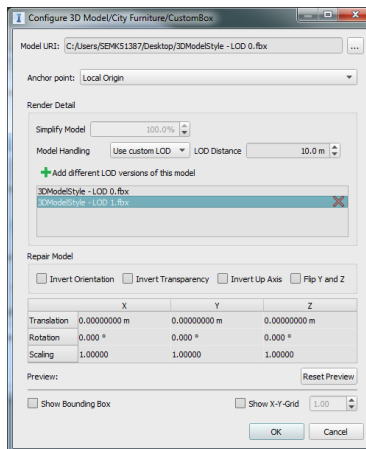 Configure 3D Model/City Furniture/CustomBox
Model URI: C:/Users/SEMK51387/Desktop/3DModelStyle - LOD 0.fbx ...
Anchor point: Local Origin
Render Detail
Simplify Model 100.0%
Model Handling Use custom LOD LOD Distance 10.0 m
Add different LOD versions of this model
3DModelStyle - LOD 0.fbx
3DModelStyle - LOD 1.fbx
Repair Model
Invert Orientation Invert Transparency Invert Up Axis Flip Y and Z
X Y Z
Translation 0.00000000 m 0.00000000 m 0.00000000 m
Rotation 0.000 ° 0.000 ° 0.000 °
Scaling 1.00000 1.00000 1.00000
Preview: Reset Preview
Show Bounding Box Show X-Y-Grid 1.00
OK Cancel